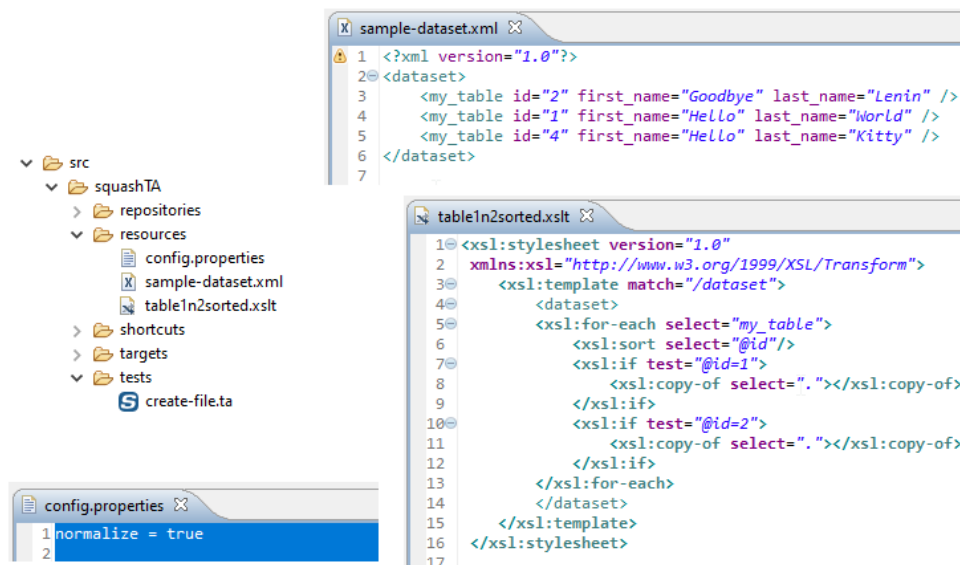 sample-dataset.xml
1 <?xml version="1.0"?>
2 <dataset>
3 <my_table id="2" first_name="Goodbye" last_name="Lenin" />
4 <my_table id="1" first_name="Hello" last_name="World" />
5 <my_table id="4" first_name="Hello" last_name="Kitty" />
6 </dataset>
7
src
squashTA
repositories
resources
config.properties
sample-dataset.xml
table1n2sorted.xslt
shortcuts
targets
tests
create-file.ta
table1n2sorted.xslt
1 <xsl:stylesheet version="1.0"
2 xmlns:xsl="http://www.w3.org/1999/XSL/Transform">
3 <xsl:template match="/dataset">
4 <dataset>
5 <xsl:for-each select="my_table">
6 <xsl:sort select="@id"/>
7 <xsl:if test="@id=1">
8 <xsl:copy-of select="."></xsl:copy-of>
9 </xsl:if>
10 <xsl:if test="@id=2">
11 <xsl:copy-of select="."></xsl:copy-of>
12 </xsl:if>
13 </xsl:for-each>
14 </dataset>
15 </xsl:template>
16 </xsl:stylesheet>
17
config.properties
1 normalize = true
2